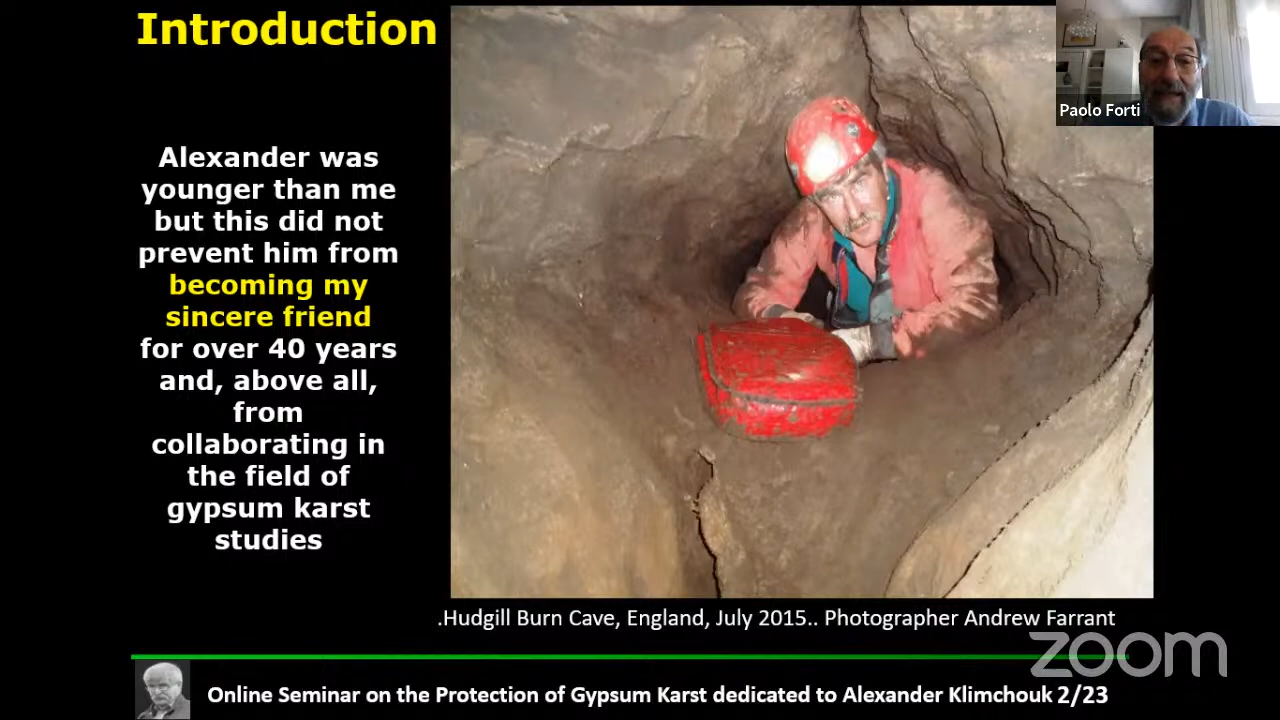 Introduction
Paolo Forti
Alexander was
younger than me
but this did not
prevent him from
becoming my
sincere friend
for over 40 years
and, above all,
from
collaborating in
the field of
gypsum karst
studies
.Hudgill Burn Cave, England, July 2015.. Photographer Andrew Farrant
zoom
Online Seminar on the Protection of Gypsum Karst dedicated to Alexander Klimchouk 2/23